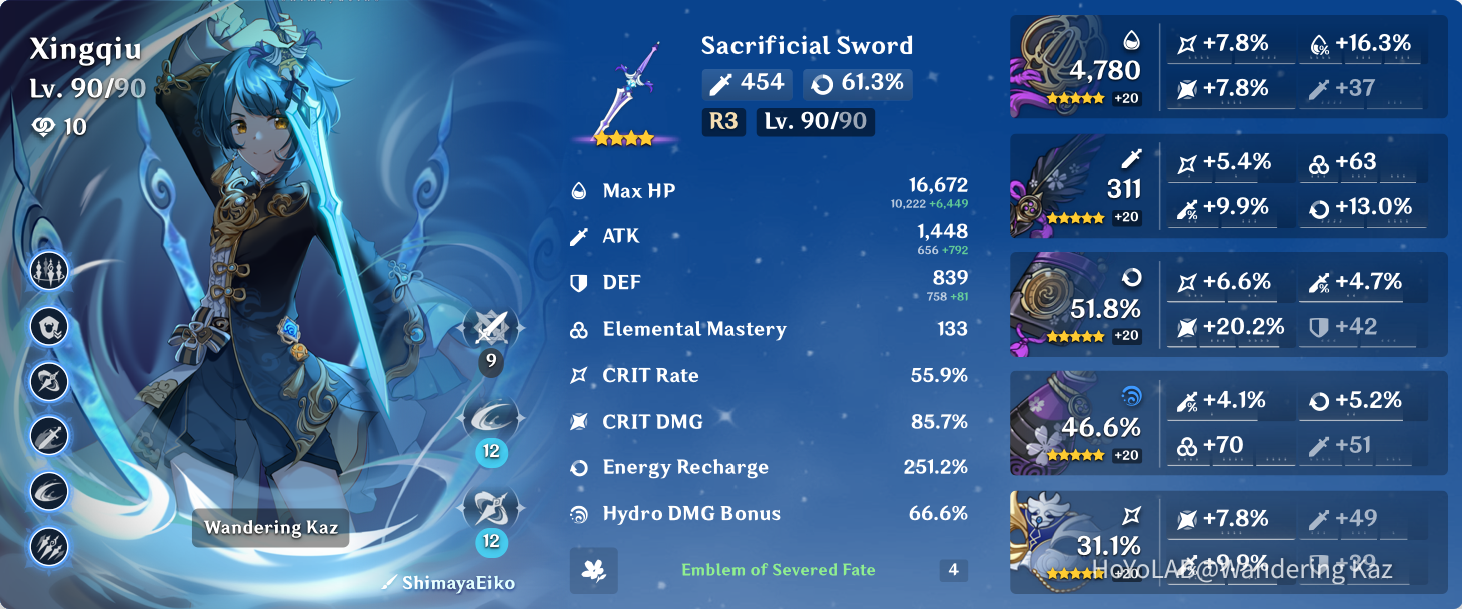 Xingqiu
Lv. 90/90
10
9
12
12
Wandering Kaz
ShimayaEiko
Sacrificial Sword
454 61.3%
R3 Lv. 90/90
Max HP 16,672
10,222 +6,449
ATK 1,448
656 +792
DEF 839
758 +81
Elemental Mastery 133
CRIT Rate 55.9%
CRIT DMG 85.7%
Energy Recharge 251.2%
Hydro DMG Bonus 66.6%
Emblem of Severed Fate 4
4,780
+20
+7.8% +16.3%
+7.8% +37
311
+20
+5.4% +63
+9.9% +13.0%
51.8%
+20
+6.6% +4.7%
+20.2% +42
46.6%
+20
+4.1% +5.2%
+70 +51
31.1%
+20
+7.8% +49
+9.9% +39
HoYoLAB@Wandering Kaz